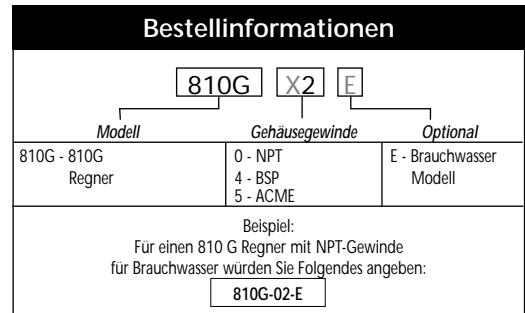 Bestellinformationen
810G X2 E
Modell Gehäusegewinde Optional
810G - 810G 0 - NPT E - Brauchwasser
Regner 4 - BSP Modell
5 - ACME
Beispiel:
Für einen 810 G Regner mit NPT-Gewinde
für Brauchwasser würden Sie Folgendes angeben:
810G-02-E